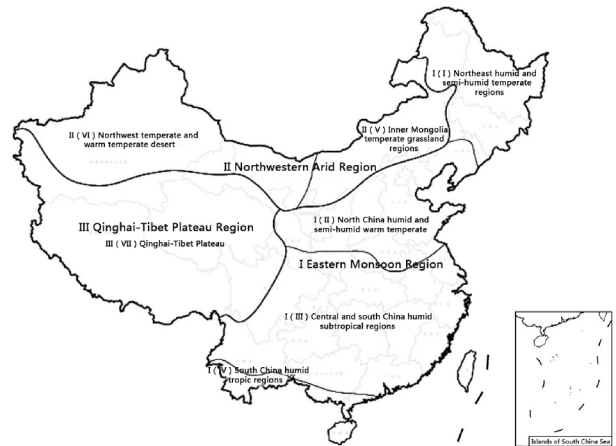 I ( I ) Northeast humid and
semi-humid temperate
regions
II ( VI ) Northwest temperate and
warm temperate desert
II ( V ) Inner Mongolia
temperate grassland
regions
II Northwestern Arid Region
I ( II ) North China humid and
semi-humid warm temperate
III Qinghai-Tibet Plateau Region
III ( VII ) Qinghai-Tibet Plateau
I Eastern Monsoon Region
I ( III ) Central and south China humid
subtropical regions
I ( V ) South China humid
tropic regions
Islands of South China Sea